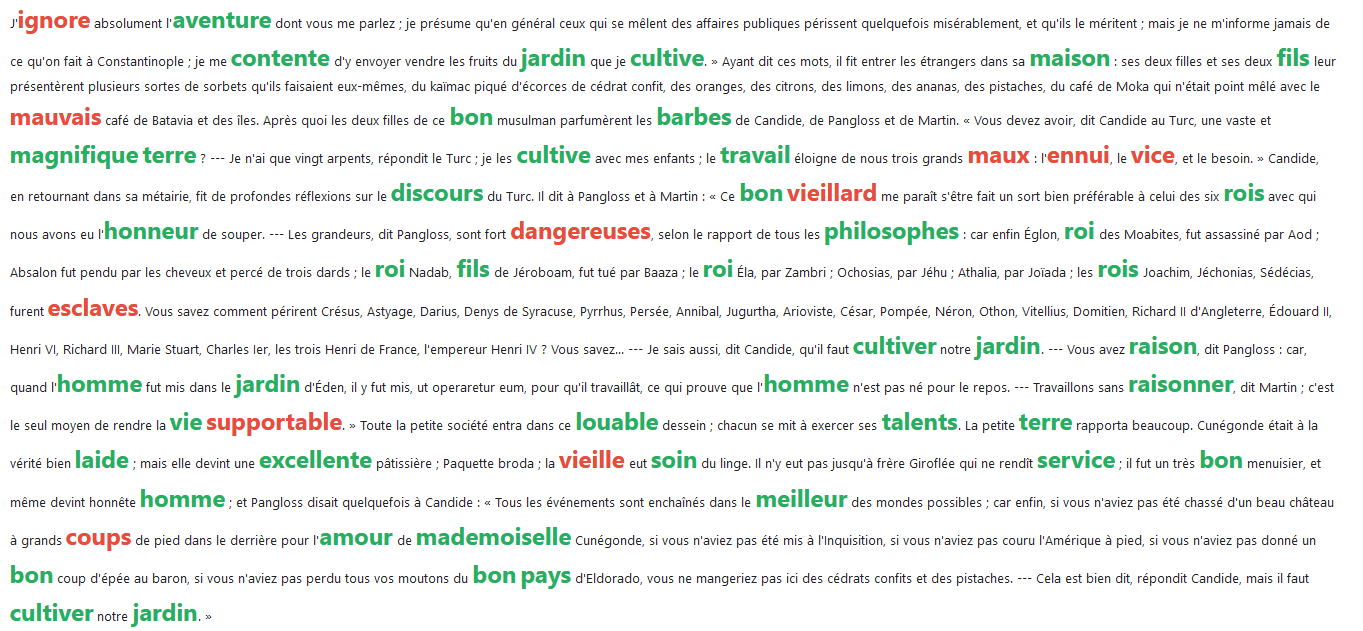 J'ignore absolument l'aventure dont vous me parlez ; je présume qu'en général ceux qui se mêlent des affaires publiques périssent quelquefois misérablement, et qu'ils le méritent ; mais je ne m'informe jamais de
ce qu'on fait à Constantinople ; je me contente d'y envoyer vendre les fruits du jardin que je cultive. » Ayant dit ces mots, il fit entrer les étrangers dans sa maison : ses deux filles et ses deux fils leur
présentèrent plusieurs sortes de sorbets qu'ils faisaient eux-mêmes, du kaïmac piqué d'écorces de cédrat confit, des oranges, des citrons, des limons, des ananas, des pistaches, du café de Moka qui n'était point mêlé avec le
mauvais café de Batavia et des îles. Après quoi les deux filles de ce bon musulman parfumèrent les barbes de Candide, de Pangloss et de Martin. « Vous devez avoir, dit Candide au Turc, une vaste et
magnifique terre ? --- Je n'ai que vingt arpents, répondit le Turc ; je les cultive avec mes enfants ; le travail éloigne de nous trois grands maux : l'ennui, le vice, et le besoin. » Candide,
en retournant dans sa métairie, fit de profondes réflexions sur le discours du Turc. Il dit à Pangloss et à Martin : « Ce bon vieillard me paraît s'être fait un sort bien préférable à celui des six rois avec qui
nous avons eu l'honneur de souper. --- Les grandeurs, dit Pangloss, sont fort dangereuses, selon le rapport de tous les philosophes : car enfin Églon, roi des Moabites, fut assassiné par Aod ;
Absalon fut pendu par les cheveux et percé de trois dards ; le roi Nadab, fils de Jéroboam, fut tué par Baaza ; le roi Éla, par Zambri ; Ochosias, par Jéhu ; Athalia, par Joïada ; les rois Joachim, Jéchonias, Sédécias,
furent esclaves. Vous savez comment périrent Crésus, Astyage, Darius, Denys de Syracuse, Pyrrhus, Persée, Annibal, Jugurtha, Arioviste, César, Pompée, Néron, Othon, Vitellius, Domitien, Richard II d'Angleterre, Édouard II,
Henri VI, Richard III, Marie Stuart, Charles Ier, les trois Henri de France, l'empereur Henri IV ? Vous savez... --- Je sais aussi, dit Candide, qu'il faut cultiver notre jardin. --- Vous avez raison, dit Pangloss : car,
quand l'homme fut mis dans le jardin d'Éden, il y fut mis, ut operaretur eum, pour qu'il travaillât, ce qui prouve que l'homme n'est pas né pour le repos. --- Travaillons sans raisonner, dit Martin ; c'est
le seul moyen de rendre la vie supportable. » Toute la petite société entra dans ce louable dessein ; chacun se mit à exercer ses talents. La petite terre rapporta beaucoup. Cunégonde était à la
vérité bien laide ; mais elle devint une excellente pâtissière ; Paquette broda ; la vieille eut soin du linge. Il n'y eut pas jusqu'à frère Giroflée qui ne rendît service ; il fut un très bon menuisier, et
même devint honnête homme ; et Pangloss disait quelquefois à Candide : « Tous les événements sont enchaînés dans le meilleur des mondes possibles ; car enfin, si vous n'aviez pas été chassé d'un beau château
à grands coups de pied dans le derrière pour l'amour de mademoiselle Cunégonde, si vous n'aviez pas été mis à l'Inquisition, si vous n'aviez pas couru l'Amérique à pied, si vous n'aviez pas donné un
bon coup d'épée au baron, si vous n'aviez pas perdu tous vos moutons du bon pays d'Eldorado, vous ne mangeriez pas ici des cédrats confits et des pistaches. --- Cela est bien dit, répondit Candide, mais il faut
cultiver notre jardin. »